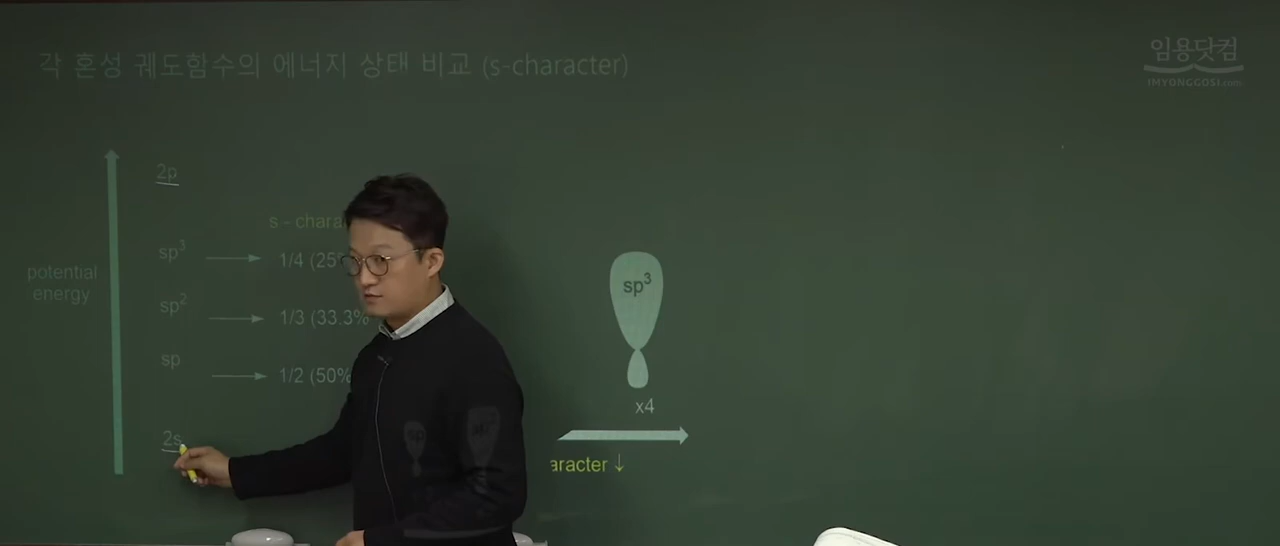 각 혼성 궤도함수의 에너지 상태 비교 (s-character)
임용닷컴
IMYONGGOSI.com
2p
s - chara
sp³
1/4 (25
potential
energy
sp²
1/3 (33.3%
sp
1/2 (50%
2s
sp³
x4
sp
aracter ↓